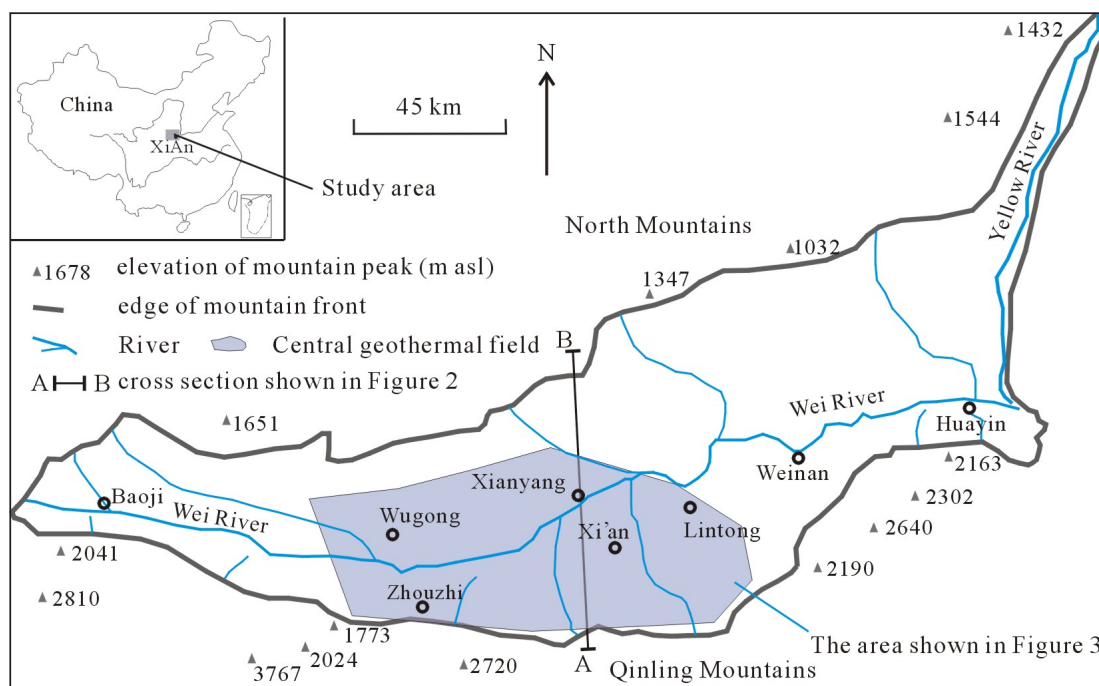 China
XiAn
Study area
45 km
N
1432
1544
Yellow River
North Mountains
1032
1347
1678 elevation of mountain peak (m asl)
edge of mountain front
River Central geothermal field
A B cross section shown in Figure 2
B
1651
Wei River
Huayin
Weinan
2163
2302
2640
2190
Baoji
Wei River
Xianyang
Wugong
Xi'an
Lintong
Zhouzhi
2041
2810
1773
2024
3767
2720
A
Qinling Mountains
The area shown in Figure 3